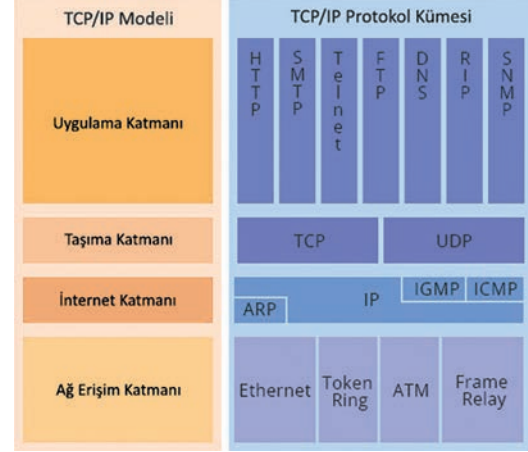 TCP/IP Modeli
TCP/IP Protokol Kümesi
Uygulama Katmanı
HTTP
SMTP
Telnet
FTP
DNS
RIP
SNMP
Taşıma Katmanı
TCP
UDP
İnternet Katmanı
ARP
IP
IGMP
ICMP
Ağ Erişim Katmanı
Ethernet
Token
Ring
ATM
Frame
Relay